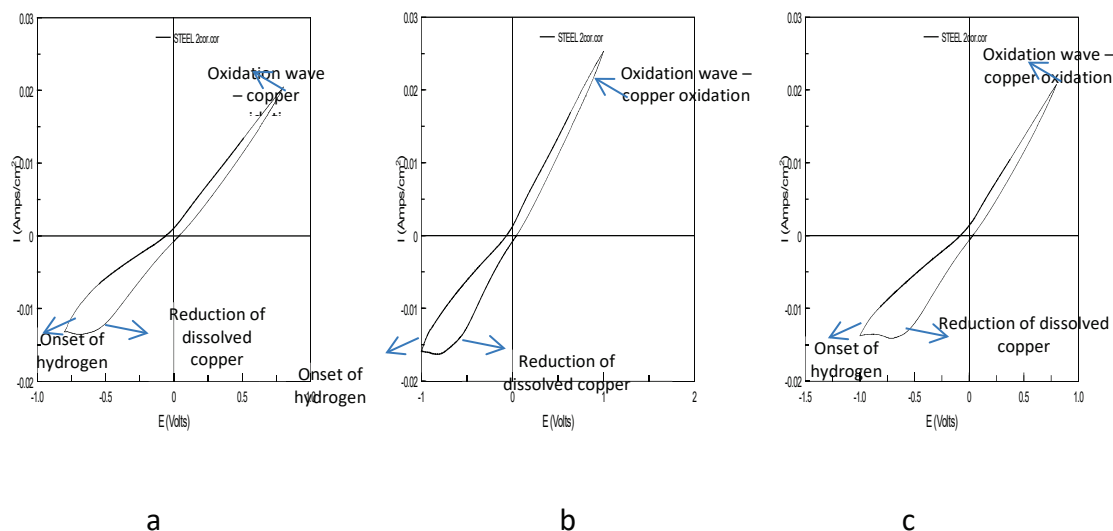 0.03
STEEL 2cor.cor
Oxidation wave
– copper
0.02
0.01
0
-0.01
-0.02
I (Amps/cm²)
Reduction of
dissolved
copper
Onset of
hydrogen
-1.0
-0.5
0
0.5
E (Volts)
a
0.03
STEEL 2cor.cor
Oxidation wave –
copper oxidation
0.02
0.01
0
-0.01
-0.02
I (Amps/cm²)
Reduction of
dissolved copper
Onset of
hydrogen
-1
0
1
2
E (Volts)
b
0.03
STEEL 2cor.cor
Oxidation wave –
copper oxidation
0.02
0.01
0
-0.01
-0.02
I (Amps/cm²)
Reduction of dissolved
copper
Onset of
hydrogen
-1.5
-1.0
-0.5
0
0.5
1.0
E (Volts)
c